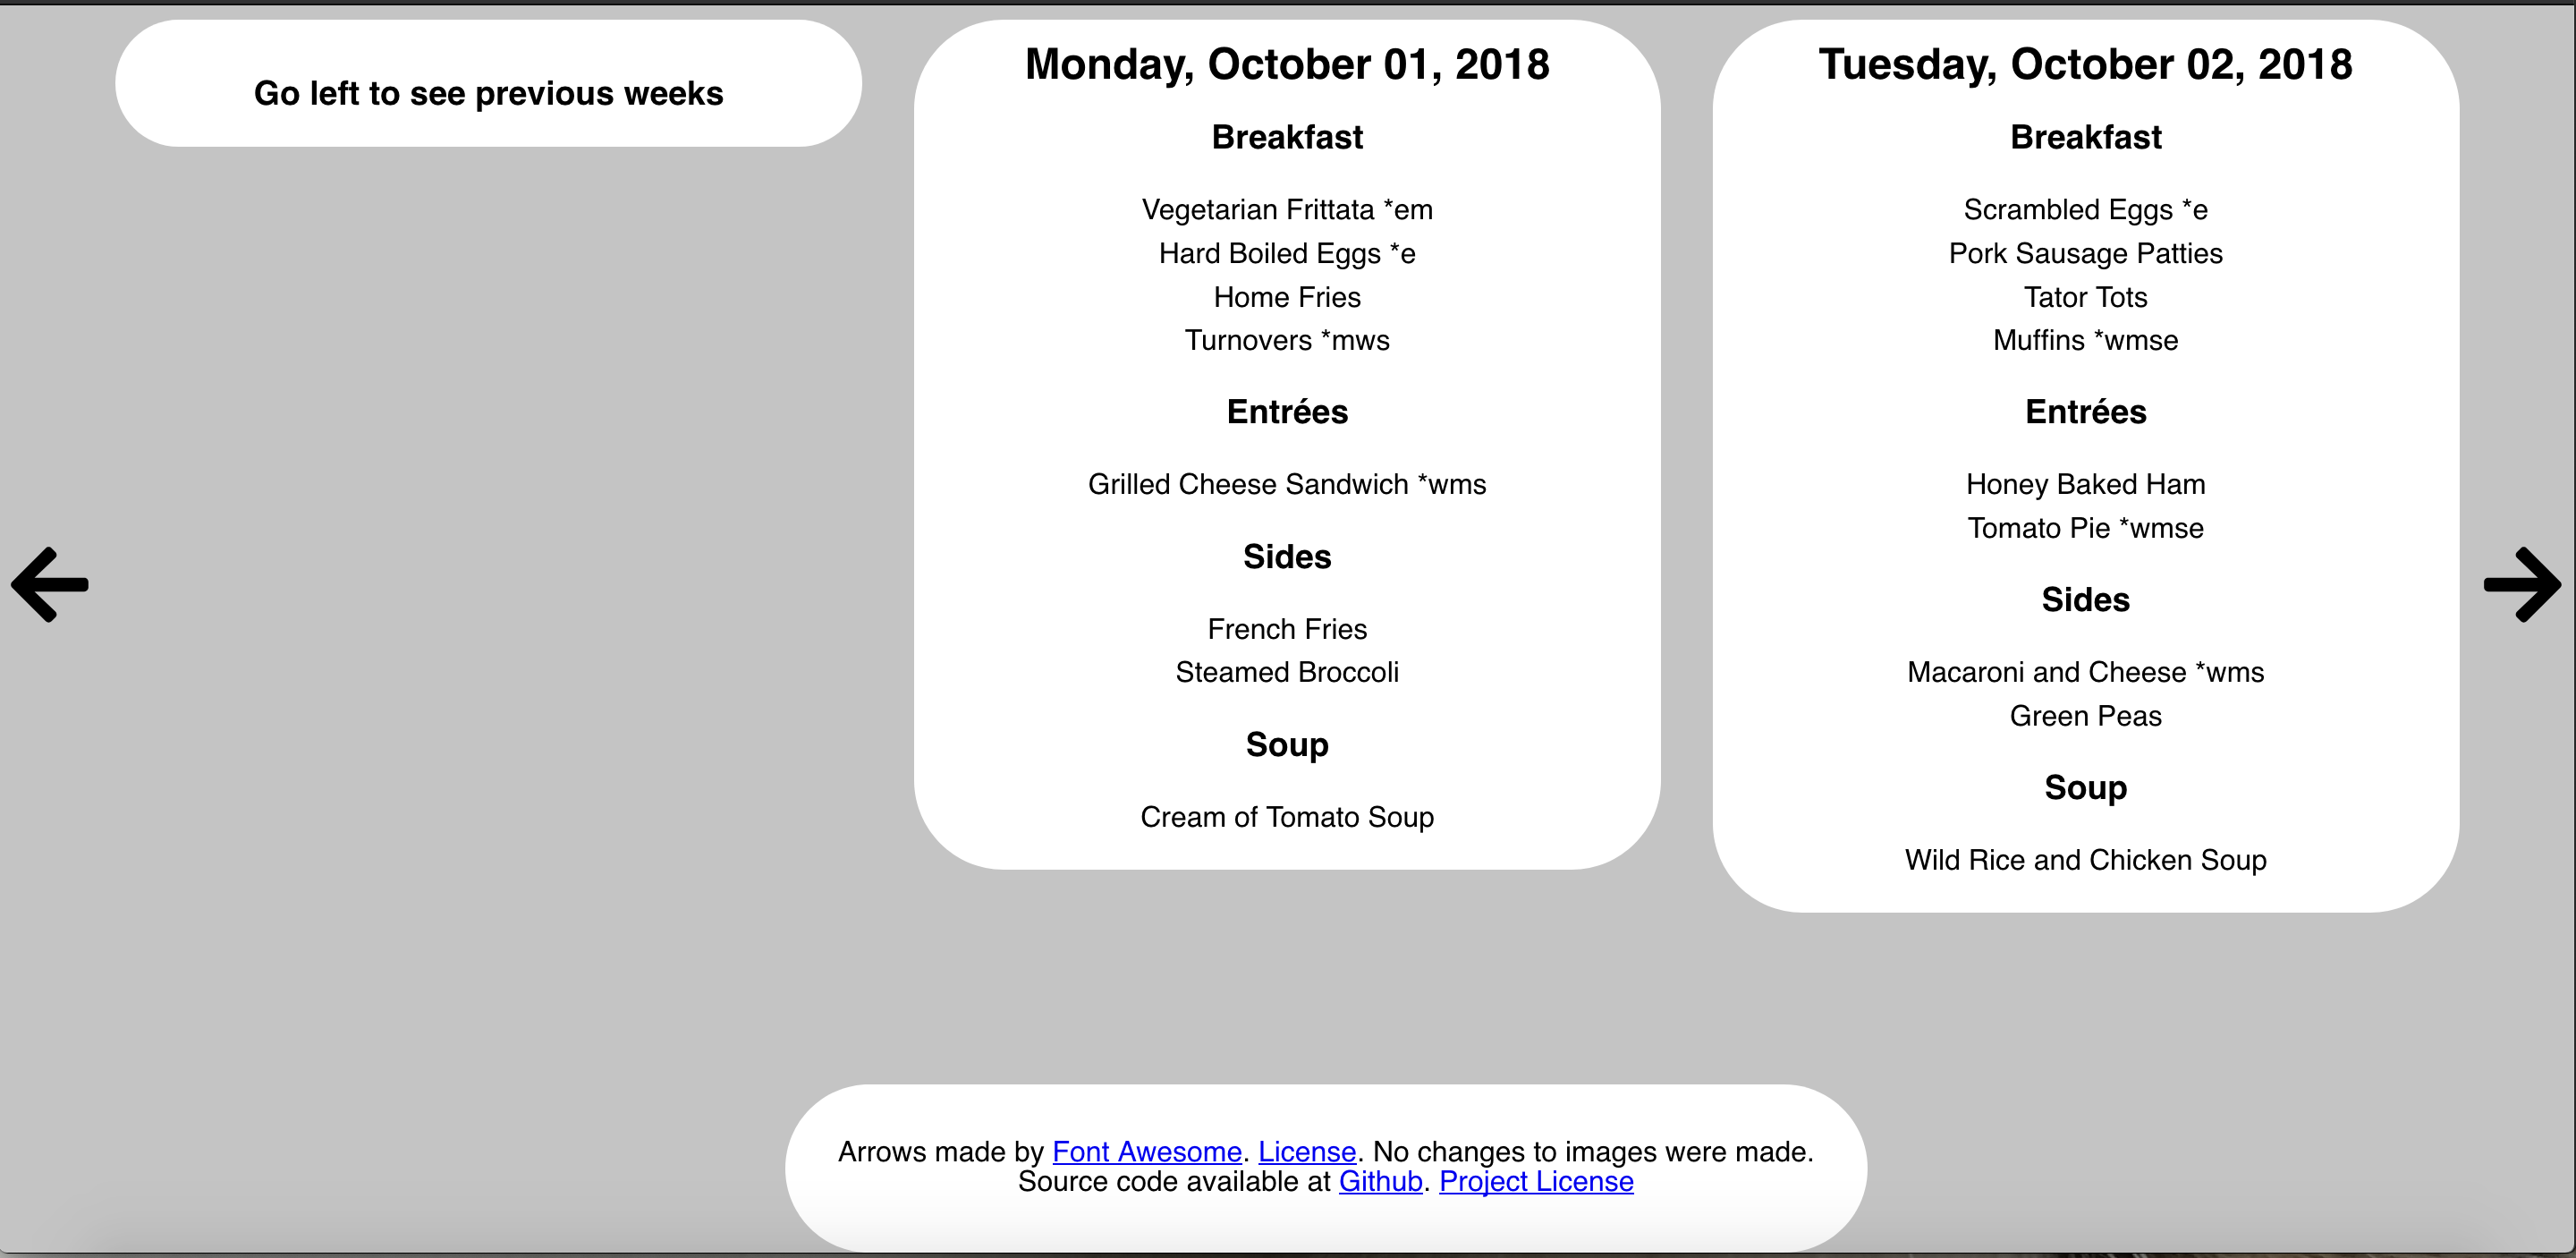 Go left to see previous weeks
Monday, October 01, 2018
Breakfast
Vegetarian Frittata *em
Hard Boiled Eggs *e
Home Fries
Turnovers *mws
Entrées
Grilled Cheese Sandwich *wms
Sides
French Fries
Steamed Broccoli
Soup
Cream of Tomato Soup
Tuesday, October 02, 2018
Breakfast
Scrambled Eggs *e
Pork Sausage Patties
Tator Tots
Muffins *wmse
Entrées
Honey Baked Ham
Tomato Pie *wmse
Sides
Macaroni and Cheese *wms
Green Peas
Soup
Wild Rice and Chicken Soup
Arrows made by Font Awesome. License. No changes to images were made.
Source code available at Github. Project License